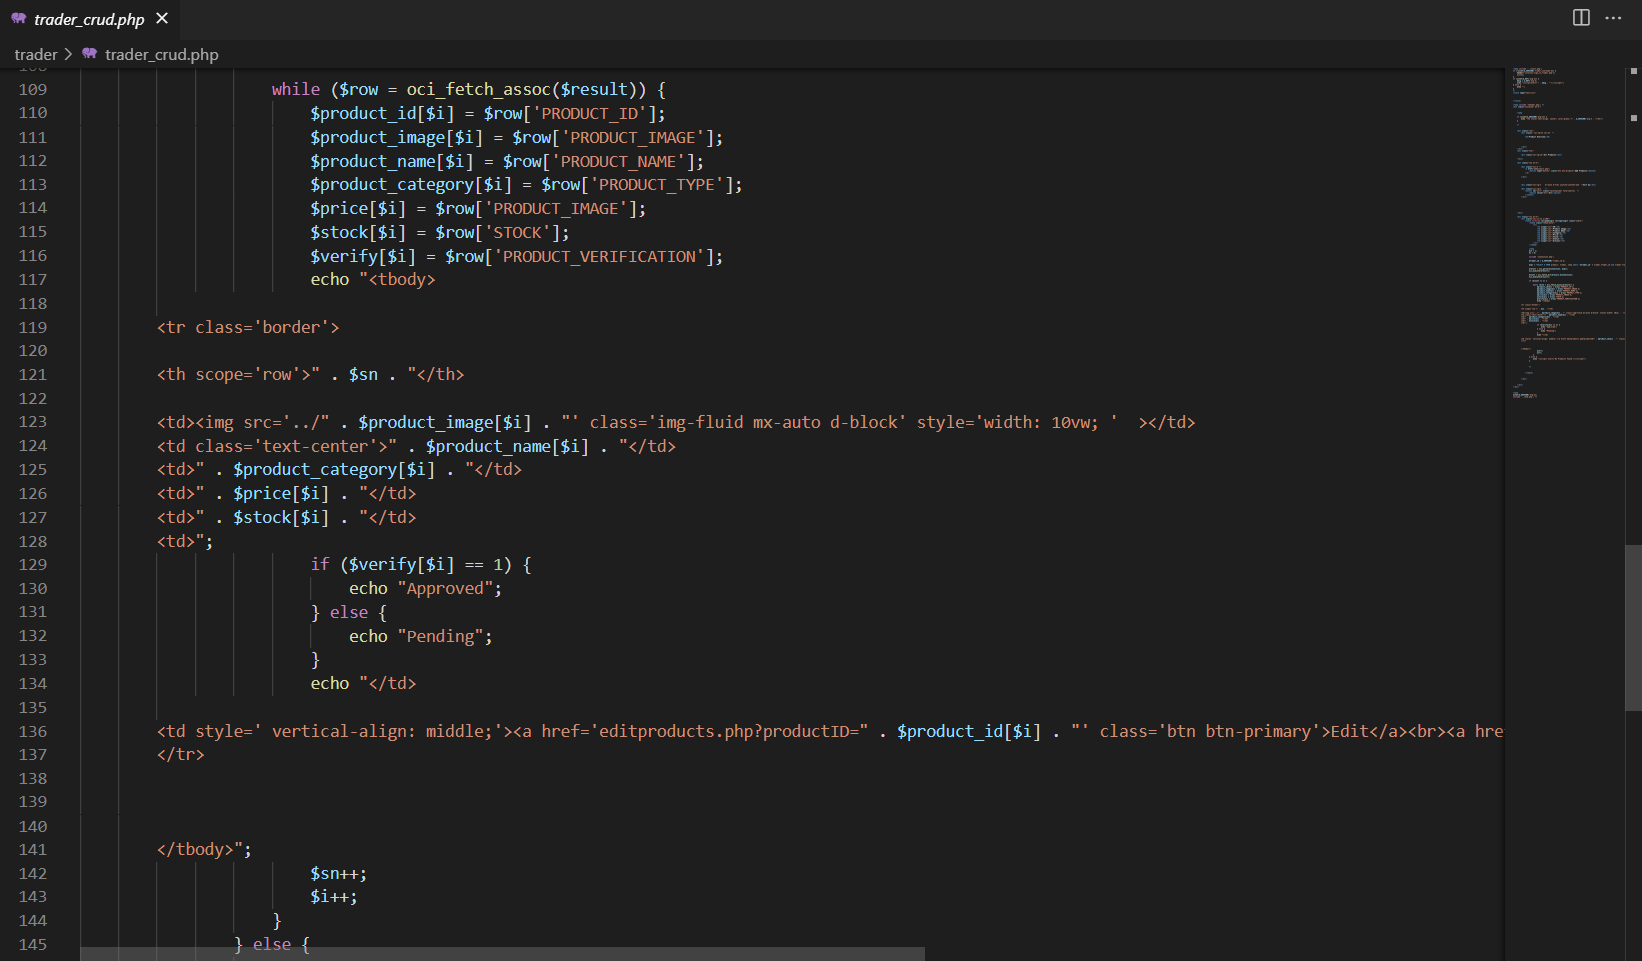 trader_crud.php
trader > trader_crud.php
109 while ($row = oci_fetch_assoc($result)) {
110 $product_id[$i] = $row['PRODUCT_ID'];
111 $product_image[$i] = $row['PRODUCT_IMAGE'];
112 $product_name[$i] = $row['PRODUCT_NAME'];
113 $product_category[$i] = $row['PRODUCT_TYPE'];
114 $price[$i] = $row['PRODUCT_IMAGE'];
115 $stock[$i] = $row['STOCK'];
116 $verify[$i] = $row['PRODUCT_VERIFICATION'];
117 echo "<tbody>
118
119 <tr class='border'>
120
121 <th scope='row'>" . $sn . "</th>
122
123 <td><img src='../" . $product_image[$i] . "' class='img-fluid mx-auto d-block' style='width: 10vw; '  ></td>
124 <td class='text-center'>" . $product_name[$i] . "</td>
125 <td>" . $product_category[$i] . "</td>
126 <td>" . $price[$i] . "</td>
127 <td>" . $stock[$i] . "</td>
128 <td>";
129 if ($verify[$i] == 1) {
130 echo "Approved";
131 } else {
132 echo "Pending";
133 }
134 echo "</td>
135
136 <td style=' vertical-align: middle;'><a href='editproducts.php?productID=" . $product_id[$i] . "' class='btn btn-primary'>Edit</a><br><a hre
137 </tr>
138
139
140
141 </tbody>";
142 $sn++;
143 $i++;
144 }
145 } else {